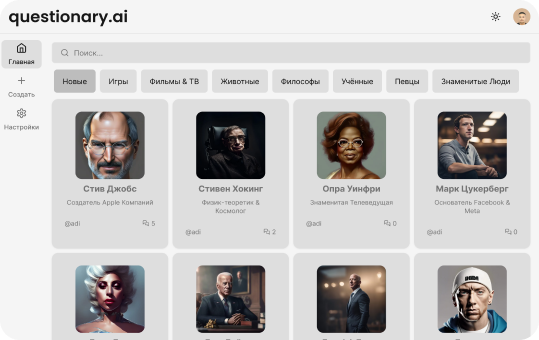 questionary.ai
Главная
Создать
Настройки
Поиск...
Новые
Игры
Фильмы & ТВ
Животные
Философы
Учённые
Певцы
Знаменитые Люди
Стив Джобс
Создатель Apple Компаний
@adi
5
Стивен Хокинг
Физик-теоретик &
Космолог
@adi
2
Опра Уинфри
Знаменитая Телеведущая
@adi
0
Марк Цукерберг
Основатель Facebook &
Meta
@adi
0